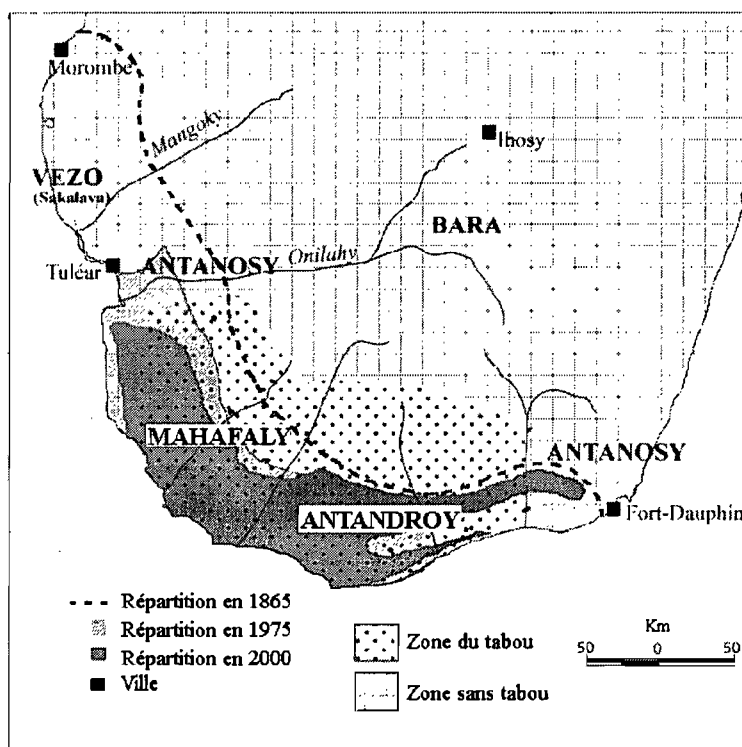 Morombe
Mangoky
Ihosy
VEZO
(Sakalava)
BARA
Tuléar
ANTANOSY
Onilahy
MAHAFALY
ANTANOSY
ANTANDROY
Fort-Dauphin
Répartition en 1865
Répartition en 1975
Répartition en 2000
Ville
Zone du tabou
Zone sans tabou
Km
50 0 50